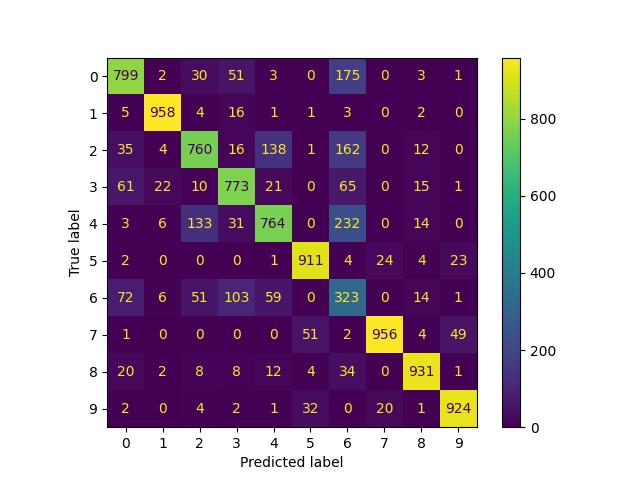 0 799 2 30 51 3 0 175 0 3 1
1 5 958 4 16 1 1 3 0 2 0
2 35 4 760 16 138 1 162 0 12 0
3 61 22 10 773 21 0 65 0 15 1
4 3 6 133 31 764 0 232 0 14 0
5 2 0 0 0 1 911 4 24 4 23
6 72 6 51 103 59 0 323 0 14 1
7 1 0 0 0 0 51 2 956 4 49
8 20 2 8 8 12 4 34 0 931 1
9 2 0 4 2 1 32 0 20 1 924
0 1 2 3 4 5 6 7 8 9
Predicted label
True label
800
600
400
200
0